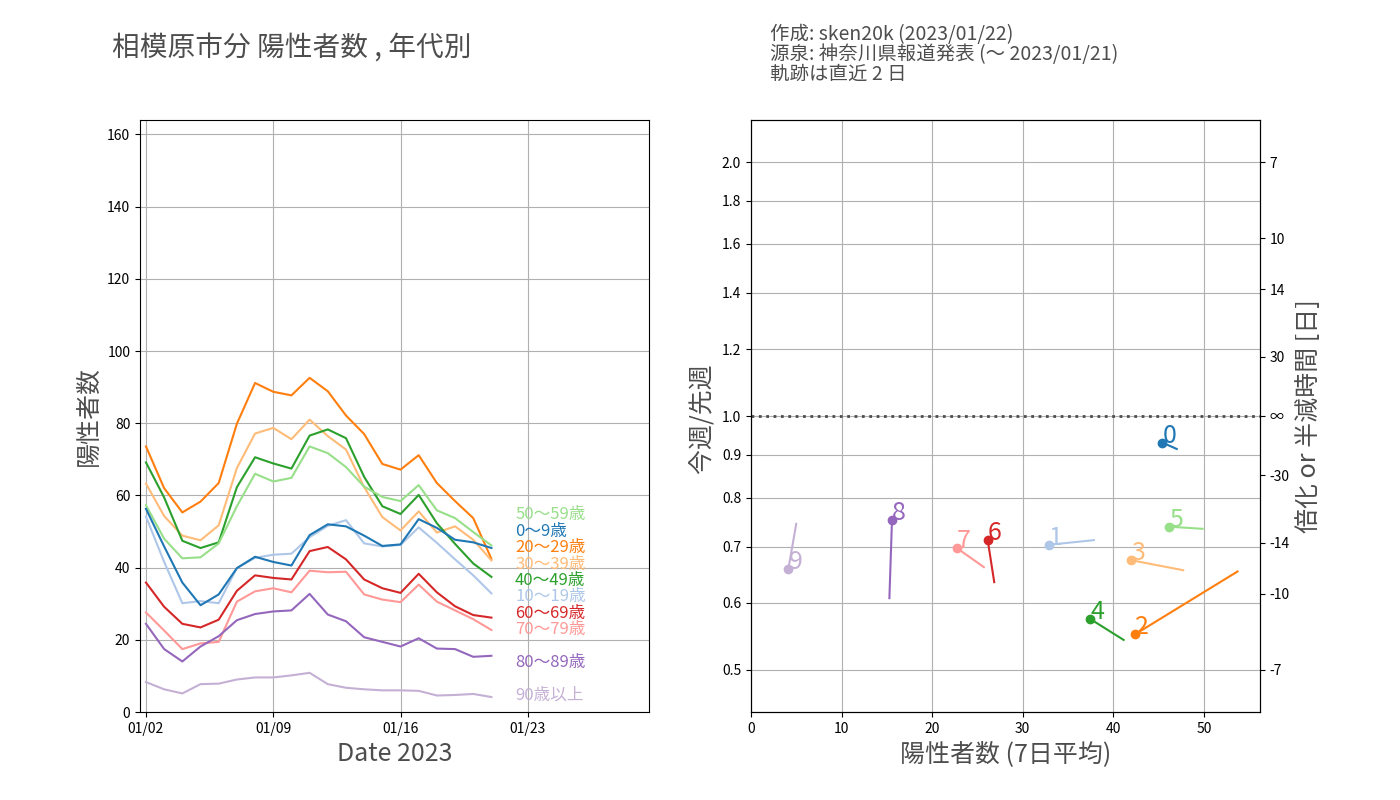 相模原市分 陽性者数 , 年代別
作成: sken20k (2023/01/22)
源泉: 神奈川県報道発表 (～ 2023/01/21)
軌跡は直近 2 日
陽性者数
160
140
120
100
80
60
40
20
0
01/02
01/09
01/16
01/23
Date 2023
50～59歳
0～9歳
20～29歳
30～39歳
40～49歳
10～19歳
60～69歳
70～79歳
80～89歳
90歳以上
今週/先週
2.0
1.8
1.6
1.4
1.2
1.0
0.9
0.8
0.7
0.6
0.5
0
10
20
30
40
50
陽性者数 (7日平均)
0
8
5
6
7
1
3
9
4
2
7
10
14
30
∞
-30
-14
-10
-7
倍化 or 半減時間 [日]